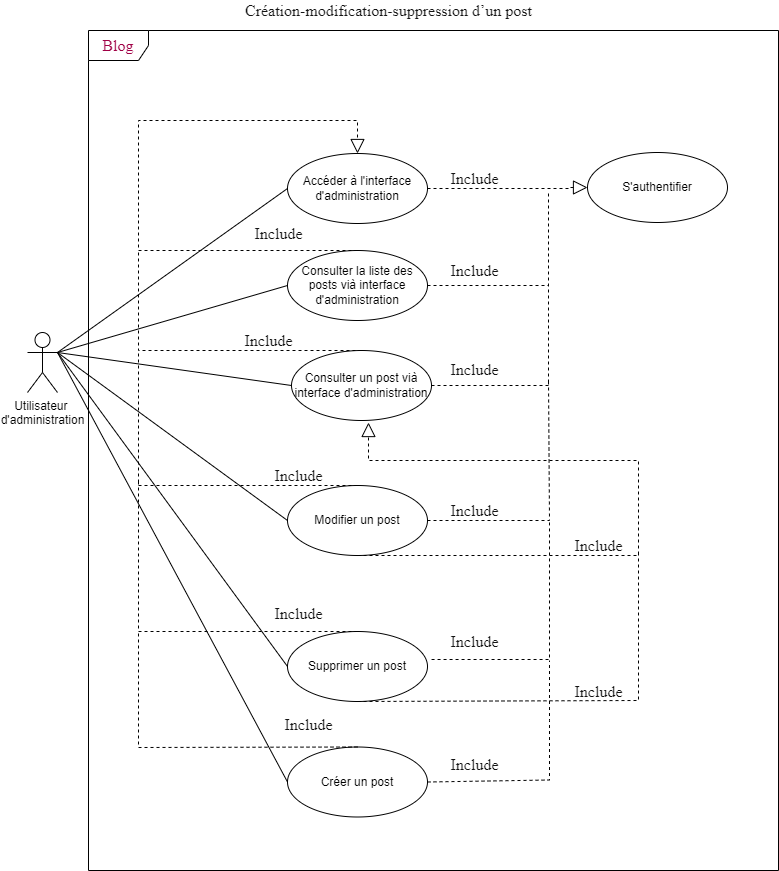 Création-modification-suppression d'un post
Blog
Accéder à l'interface
d'administration
Include
S'authentifier
Include
Consulter la liste des
posts vià interface
d'administration
Include
Include
Consulter un post vià
interface d'administration
Include
Utilisateur
d'administration
Include
Modifier un post
Include
Include
Include
Supprimer un post
Include
Include
Include
Créer un post
Include